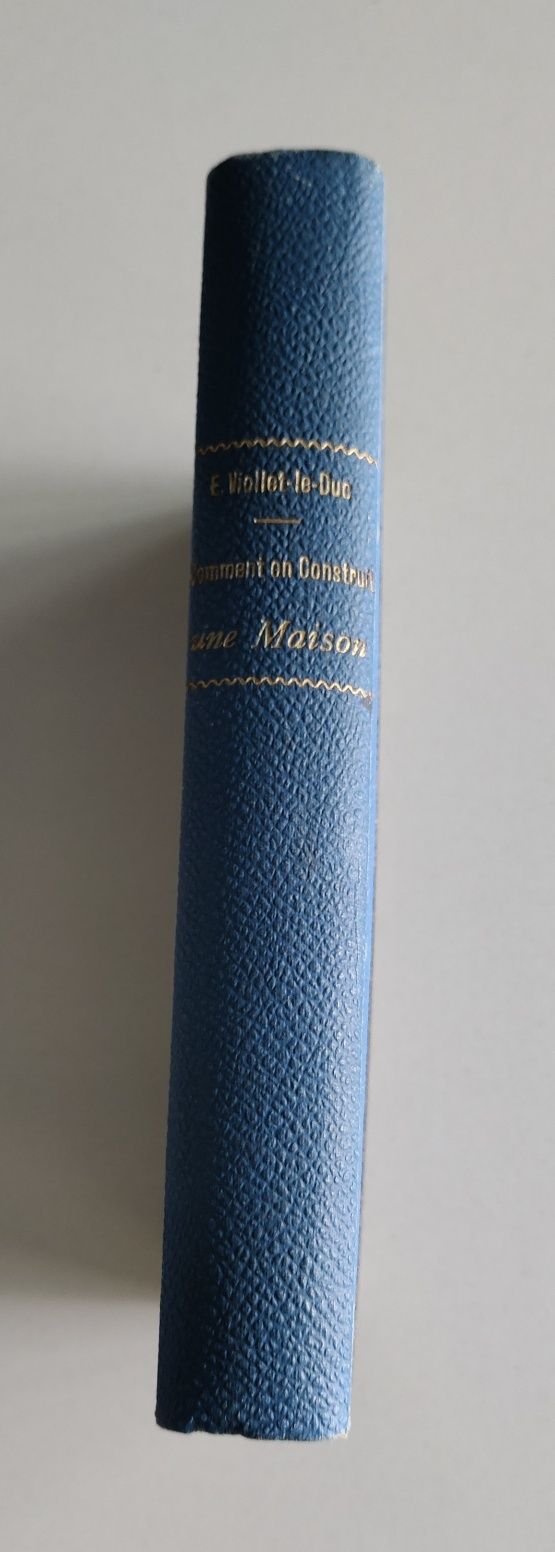 E. Viollet-le-Duc
Comment on Construit
une Maison